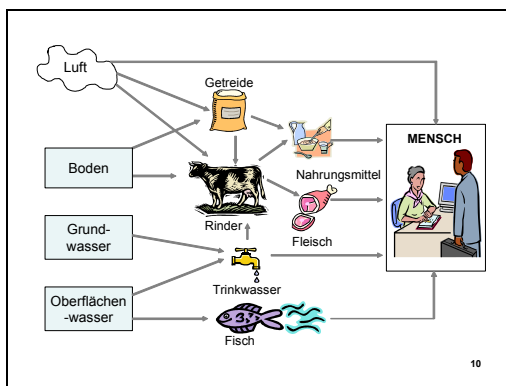 Luft
Getreide
MENSCH
Boden
Nahrungsmittel
Rinder
Fleisch
Grund-
wasser
Trinkwasser
Oberflächen
-wasser
Fisch
10